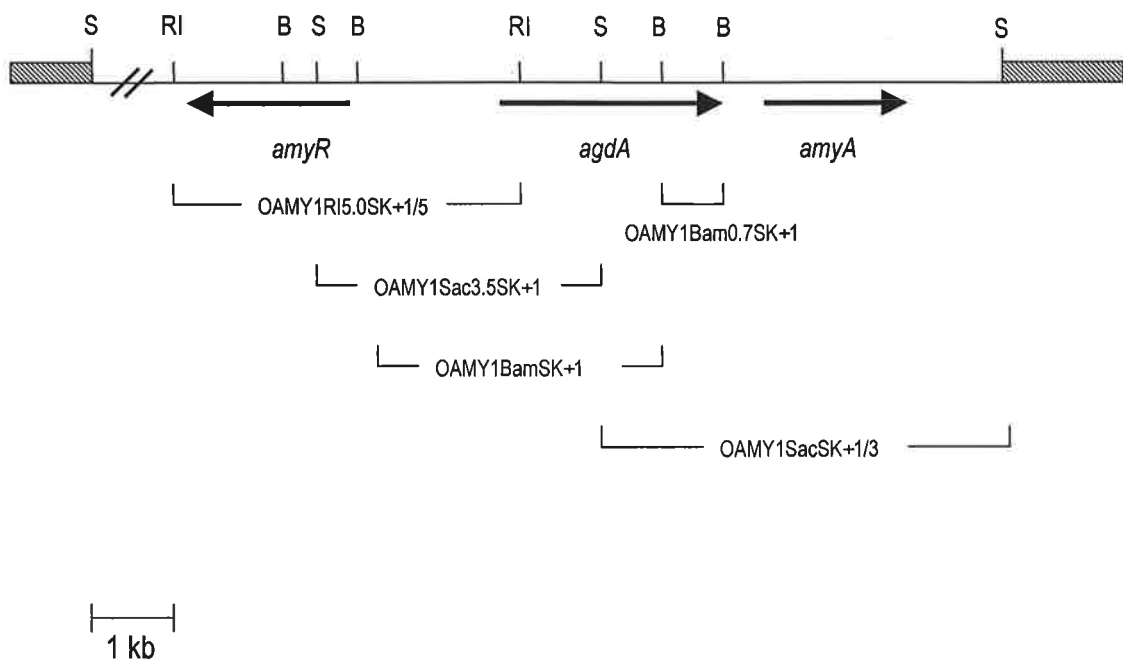 S RI B S B RI S B B S
amyR agdA amyA
OAMY1RI5.0SK+1/5
OAMY1Bam0.7SK+1
OAMY1Sac3.5SK+1
OAMY1BamSK+1
OAMY1SacSK+1/3
1 kb